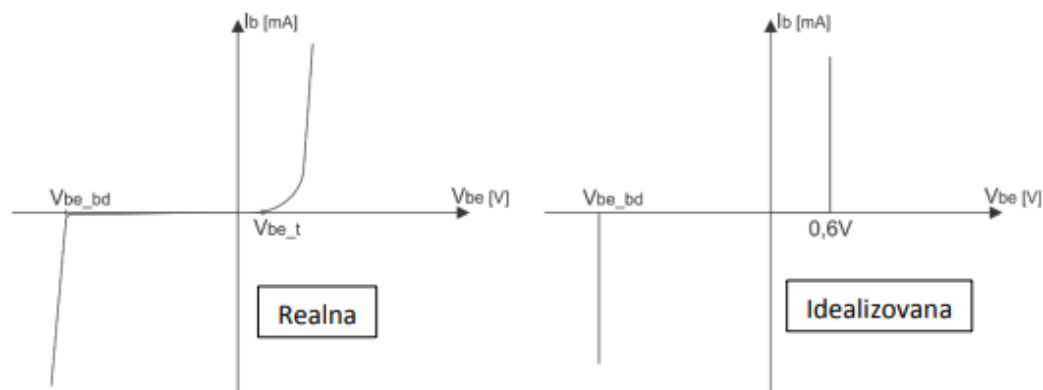 Ib [mA]
Vbe_bd
Vbe [V]
Vbe_t
Realna
Ib [mA]
Vbe_bd
Vbe [V]
0,6V
Idealizovana